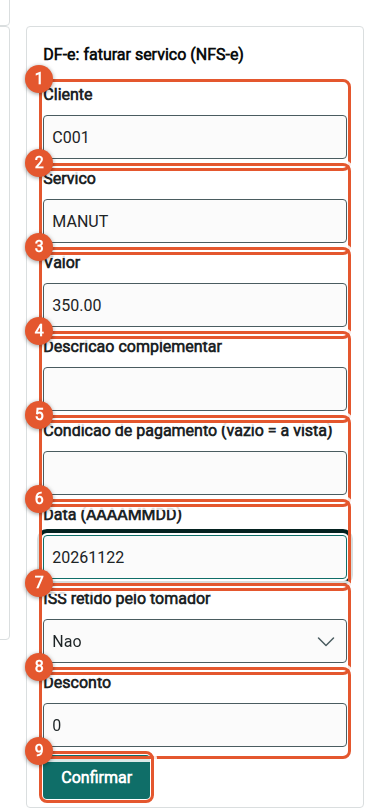 DF-e: faturar servico (NFS-e)
1
Cliente
C001
2
Servico
MANUT
3
Valor
350.00
4
Descricao complementar
5
Condicao de pagamento (vazio = a vista)
6
Data (AAAAMMDD)
20261122
7
ISS retido pelo tomador
Nao
8
Desconto
0
9
Confirmar